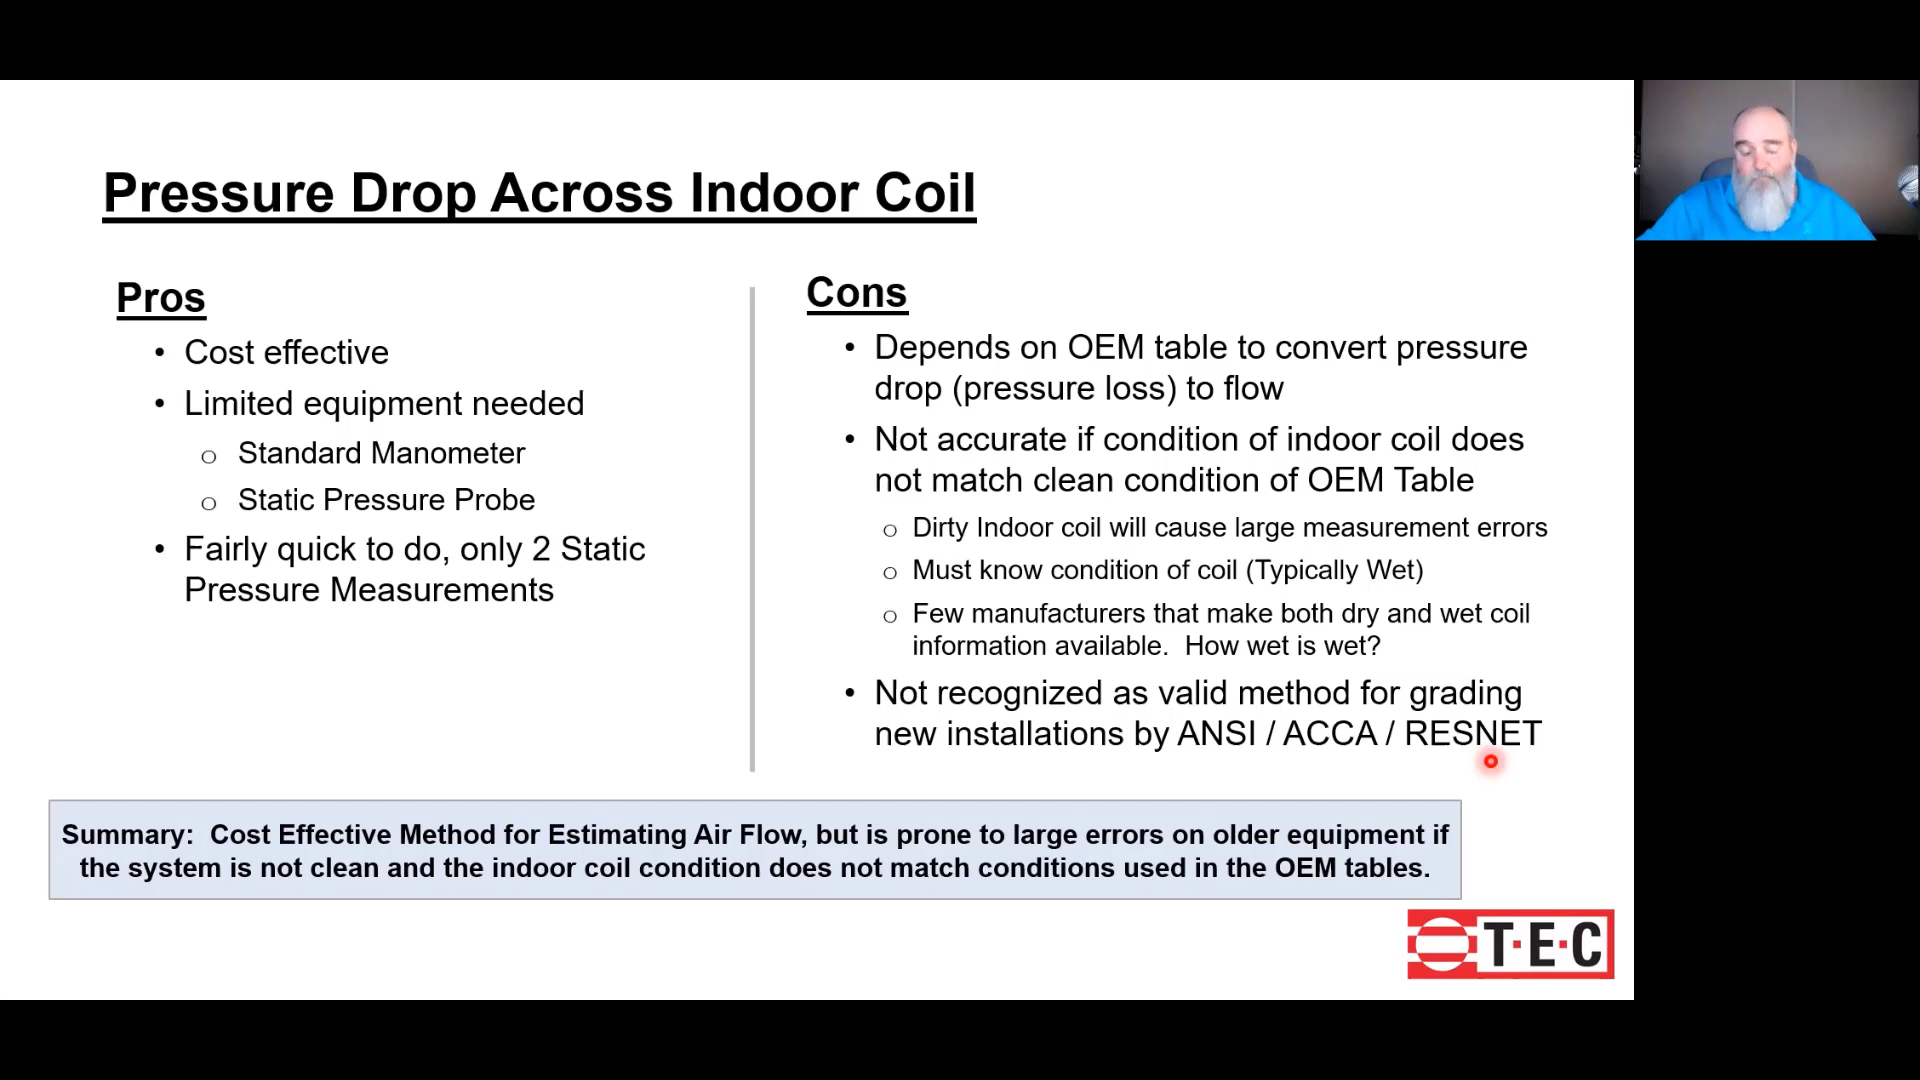 Pressure Drop Across Indoor Coil
Pros
• Cost effective
• Limited equipment needed
o Standard Manometer
o Static Pressure Probe
• Fairly quick to do, only 2 Static
Pressure Measurements
Cons
• Depends on OEM table to convert pressure
drop (pressure loss) to flow
• Not accurate if condition of indoor coil does
not match clean condition of OEM Table
o Dirty Indoor coil will cause large measurement errors
o Must know condition of coil (Typically Wet)
o Few manufacturers that make both dry and wet coil
information available.  How wet is wet?
• Not recognized as valid method for grading
new installations by ANSI / ACCA / RESNET
Summary:  Cost Effective Method for Estimating Air Flow, but is prone to large errors on older equipment if
the system is not clean and the indoor coil condition does not match conditions used in the OEM tables.
T·E·C